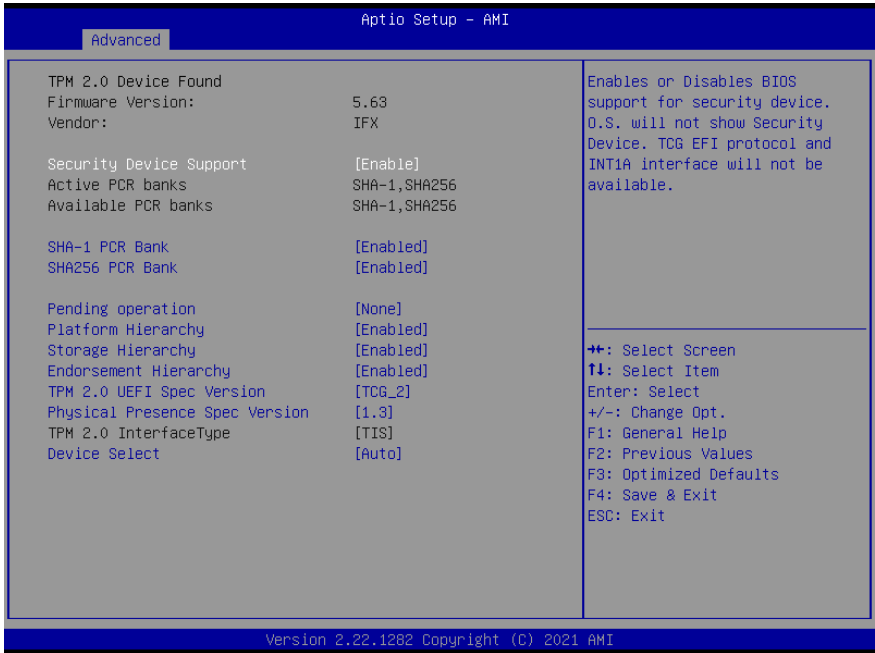 Aptio Setup – AMI
Advanced
TPM 2.0 Device Found
Firmware Version: 5.63
Vendor: IFX
Security Device Support [Enable]
Active PCR banks SHA-1,SHA256
Available PCR banks SHA-1,SHA256
SHA-1 PCR Bank [Enabled]
SHA256 PCR Bank [Enabled]
Pending operation [None]
Platform Hierarchy [Enabled]
Storage Hierarchy [Enabled]
Endorsement Hierarchy [Enabled]
TPM 2.0 UEFI Spec Version [TCG_2]
Physical Presence Spec Version [1.3]
TPM 2.0 InterfaceType [TIS]
Device Select [Auto]
Enables or Disables BIOS
support for security device.
O.S. will not show Security
Device. TCG EFI protocol and
INT1A interface will not be
available.
→←: Select Screen
↑↓: Select Item
Enter: Select
+/-: Change Opt.
F1: General Help
F2: Previous Values
F3: Optimized Defaults
F4: Save & Exit
ESC: Exit
Version 2.22.1282 Copyright (C) 2021 AMI